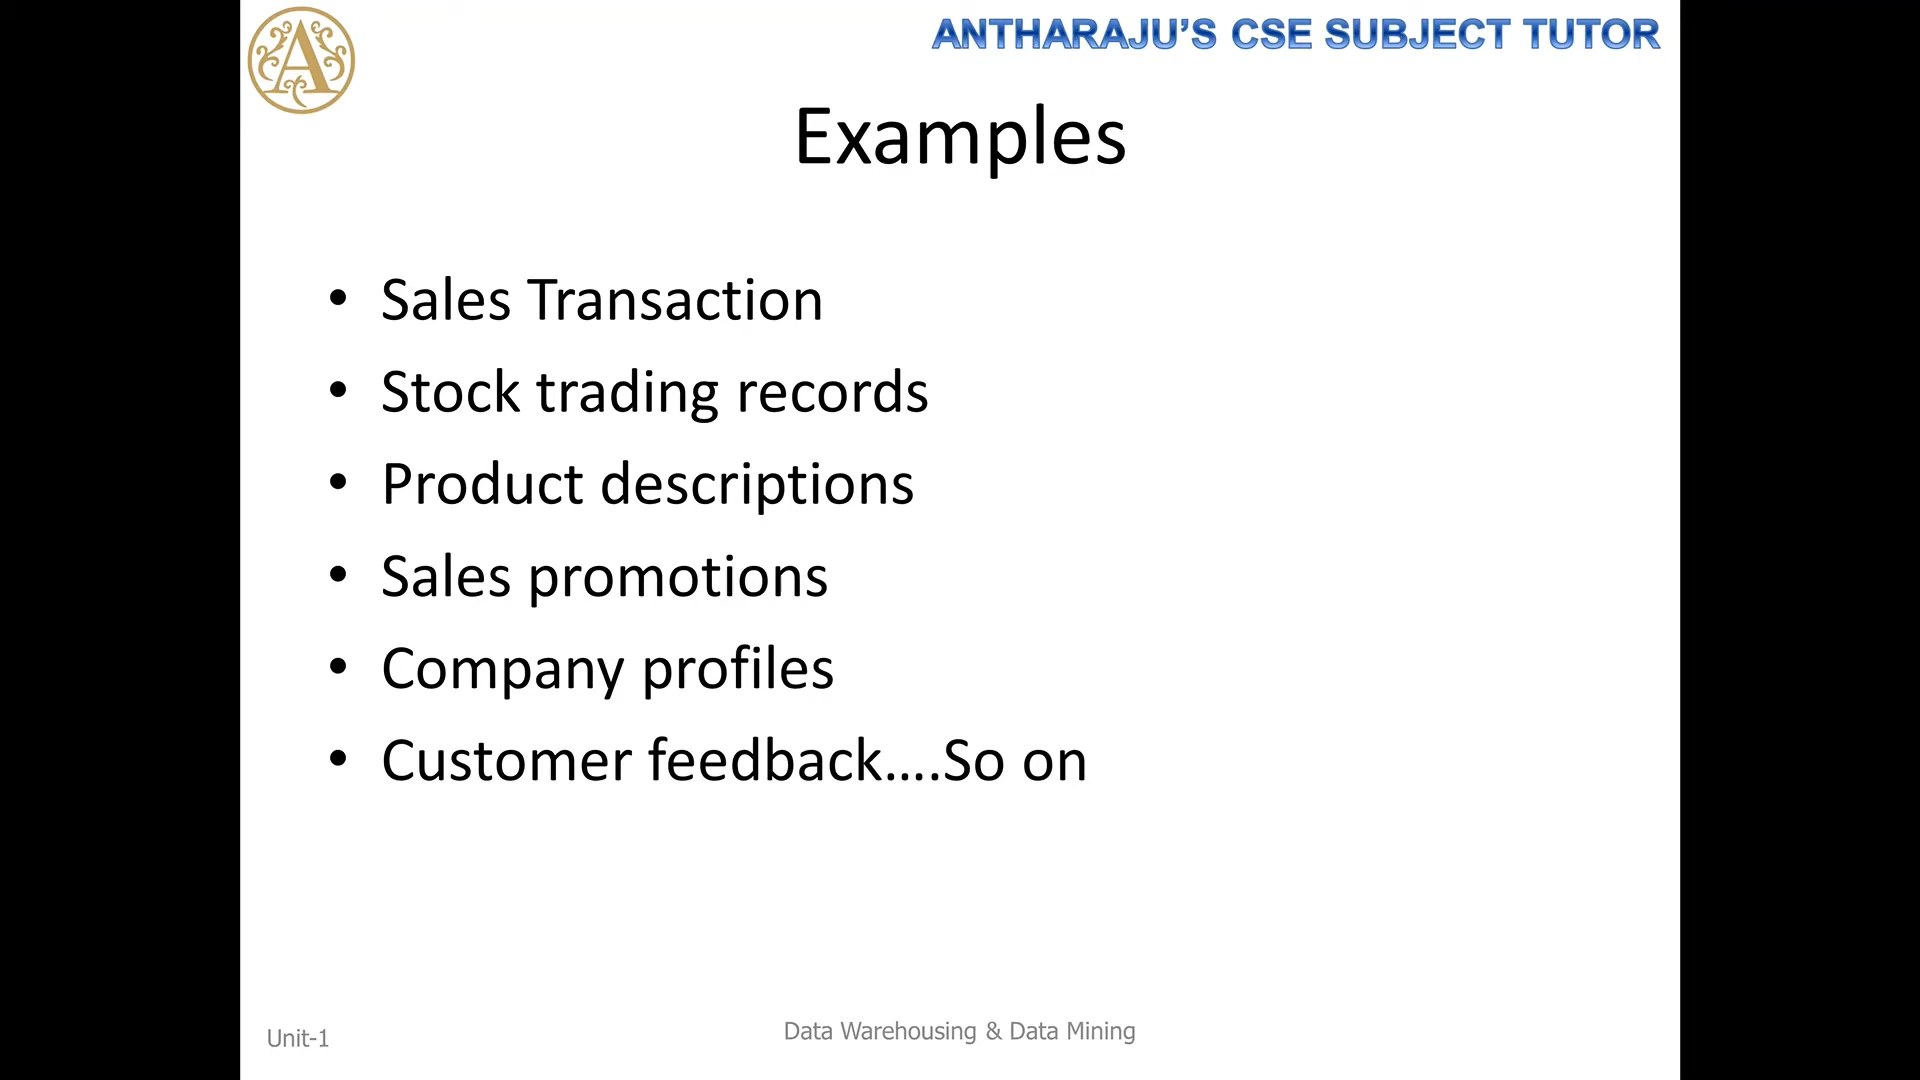 ANTHARAJU’S CSE SUBJECT TUTOR
A
Examples
• Sales Transaction
• Stock trading records
• Product descriptions
• Sales promotions
• Company profiles
• Customer feedback….So on
Unit-1
Data Warehousing & Data Mining